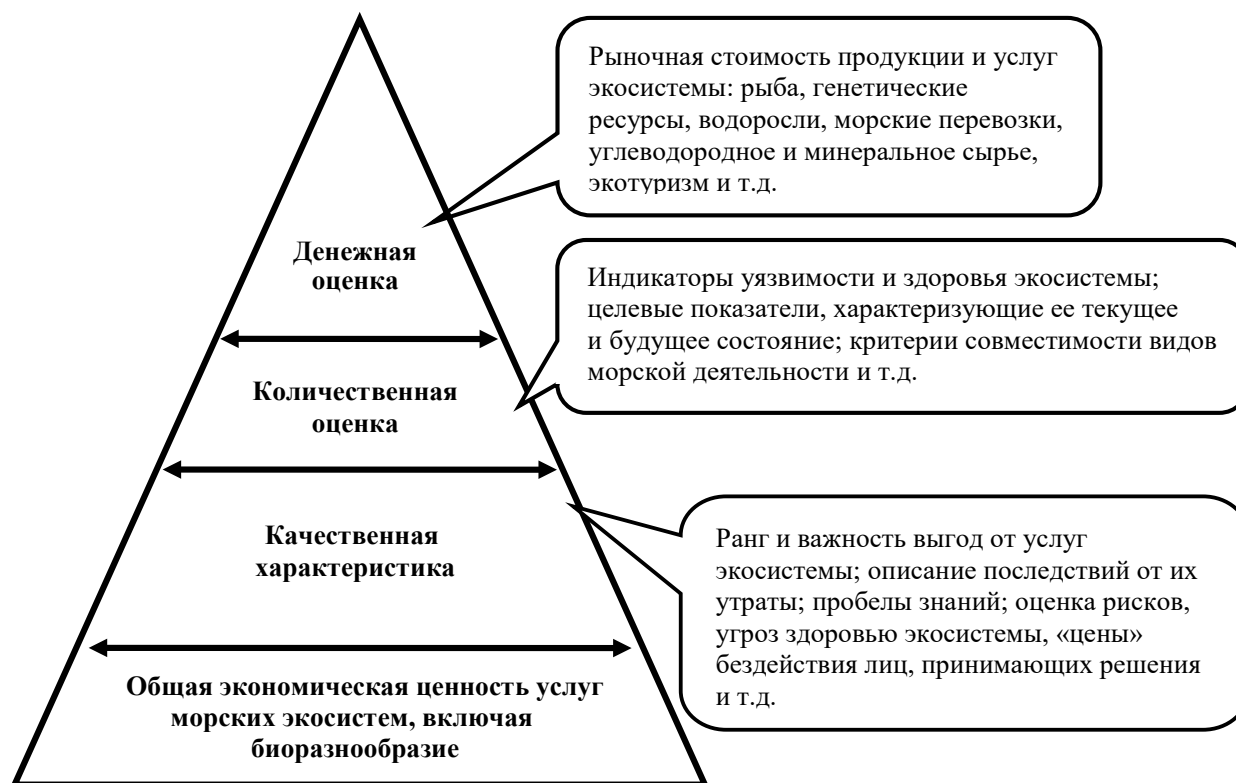 Рыночная стоимость продукции и услуг
экосистемы: рыба, генетические
ресурсы, водоросли, морские перевозки,
углеводородное и минеральное сырье,
экотуризм и т.д.
Денежная
оценка
Индикаторы уязвимости и здоровья экосистемы;
целевые показатели, характеризующие ее текущее
и будущее состояние; критерии совместимости видов
морской деятельности и т.д.
Количественная
оценка
Качественная
характеристика
Ранг и важность выгод от услуг
экосистемы; описание последствий от их
утраты; пробелы знаний; оценка рисков,
угроз здоровью экосистемы, «цены»
бездействия лиц, принимающих решения
и т.д.
Общая экономическая ценность услуг
морских экосистем, включая
биоразнообразие